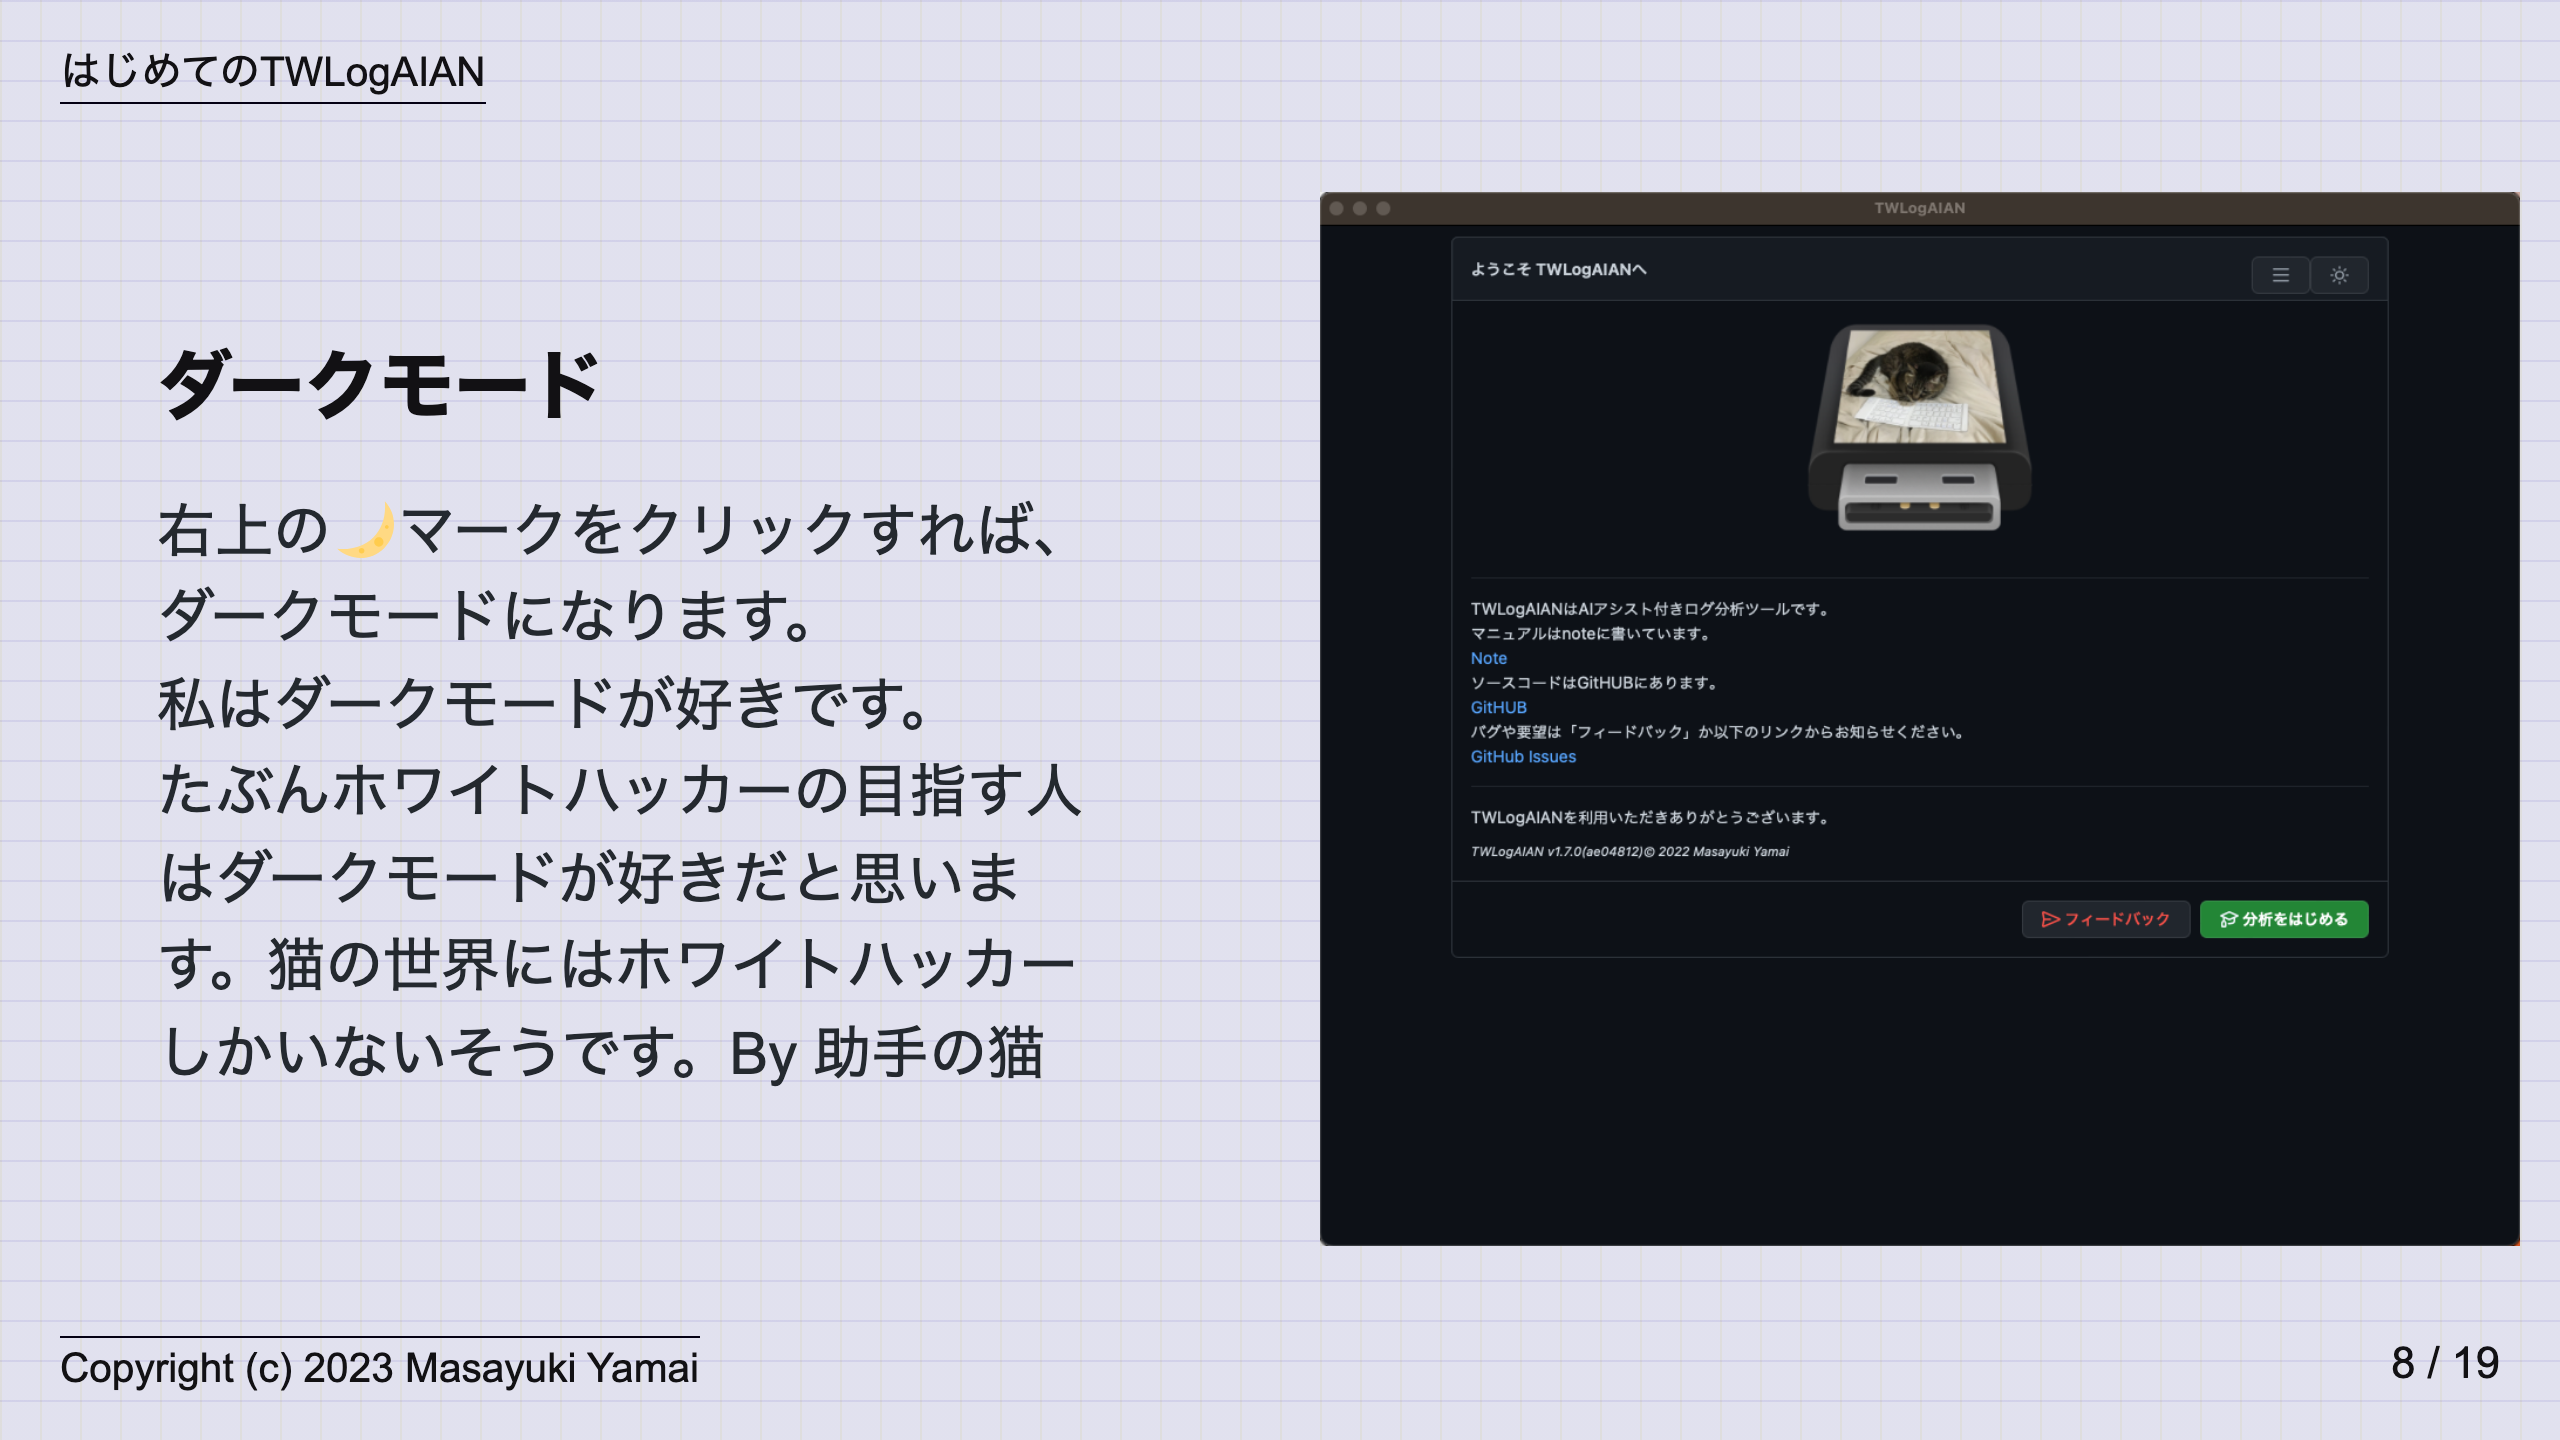 はじめてのTWLogAIAN
ダークモード
右上の🌙マークをクリックすれば、
ダークモードになります。
私はダークモードが好きです。
たぶんホワイトハッカーの目指す人
はダークモードが好きだと思いま
す。猫の世界にはホワイトハッカー
しかいないそうです。By 助手の猫
TWLogAIAN
ようこそ TWLogAIANへ
TWLogAIANはAIアシスト付きログ分析ツールです。
マニュアルはnoteに書いています。
Note
ソースコードはGitHUBにあります。
GitHUB
バグや要望は「フィードバック」か以下のリンクからお知らせください。
GitHub Issues
TWLogAIANを利用いただきありがとうございます。
TWLogAIAN v1.7.0(ae04812)© 2022 Masayuki Yamai
フィードバック
分析をはじめる
Copyright (c) 2023 Masayuki Yamai
8 / 19